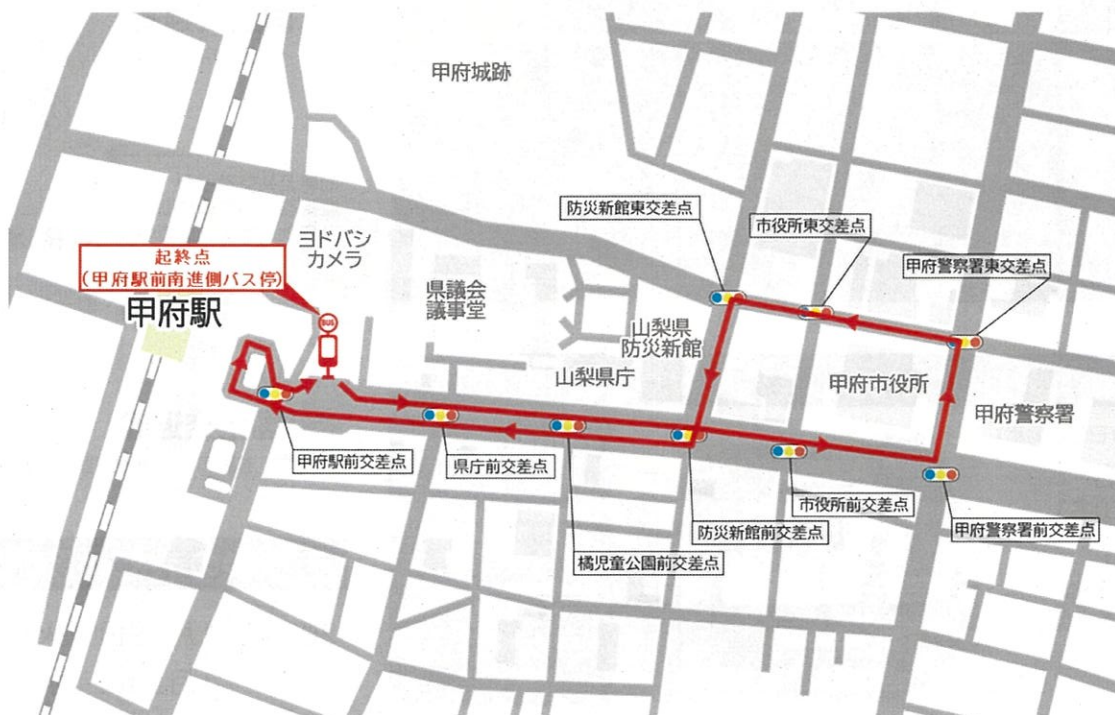 甲府城跡
防災新館東交差点
市役所東交差点
甲府警察署東交差点
起終点
(甲府駅前南進側バス停)
ヨドバシ
カメラ
甲府駅
BUS
県議会
議事堂
山梨県
防災新館
山梨県庁
甲府市役所
甲府警察署
甲府駅前交差点
県庁前交差点
市役所前交差点
防災新館前交差点
甲府警察署前交差点
橘児童公園前交差点